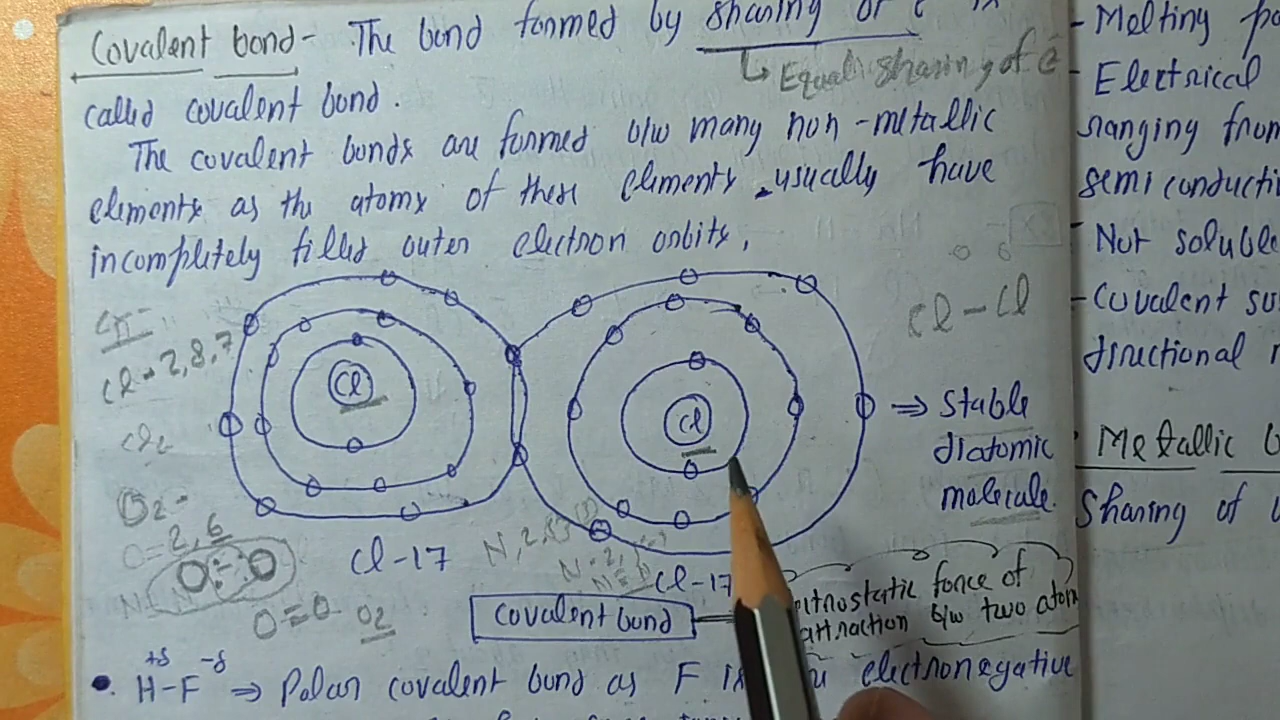 Covalent bond - The bond formed by sharing of e⁻ is
↳ Equal sharing of e⁻
called covalent bond.
The covalent bonds are formed b/w many non-metallic
elements as the atoms of these elements usually have
incompletely filled outer electron orbits.
Cl - 2,8,7
Cl₂
O₂ -
O = 2, 6
O=O O₂
Cl
Cl
Cl-17
Cl-17
N, 2,
Cl - Cl
⇒ Stable
diatomic
molecule.
covalent bond
force of
attraction b/w two atom
+δ -δ
H-F ⇒ Polar covalent bond as F is electronegative
- Melting
- Electrical
ranging from
semi
- Not soluble
- Covalent
directional
Metallic
Sharing of